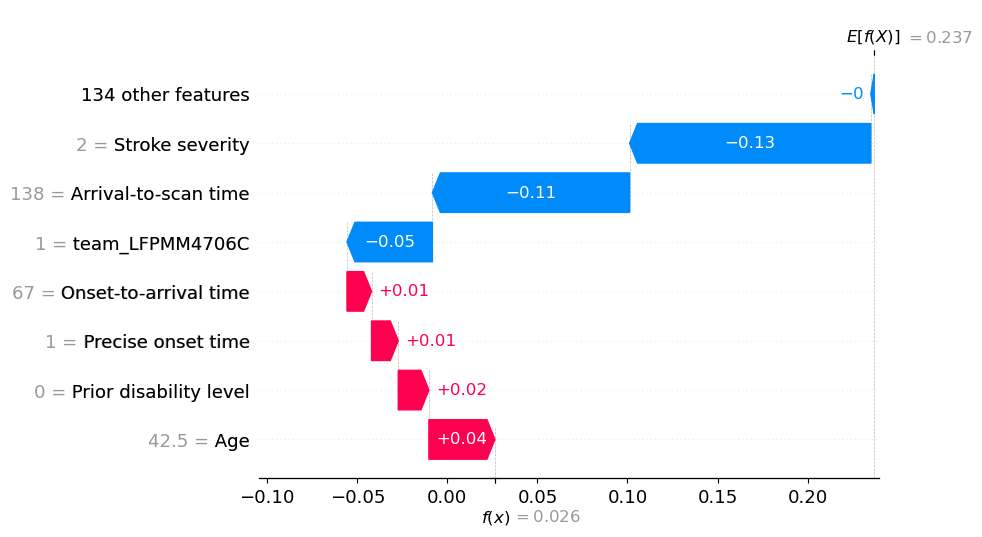 E[f(X)] = 0.237
134 other features
−0
2 = Stroke severity
−0.13
138 = Arrival-to-scan time
−0.11
1 = team_LFPMM4706C
−0.05
67 = Onset-to-arrival time
+0.01
1 = Precise onset time
+0.01
0 = Prior disability level
+0.02
42.5 = Age
+0.04
−0.10 −0.05 0.00 0.05 0.10 0.15 0.20
f(x) = 0.026